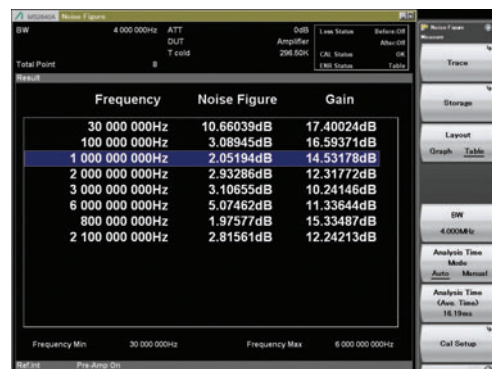 MS2840A Noise Figure
BW 4 000 000Hz ATT 0dB Loss Status Before:Off
DUT Amplifier After:Off
T cold 296.50K CAL Status OK
Total Point 8 ENR Status Table
Result
Frequency Noise Figure Gain
30 000 000Hz 10.66039dB 17.40024dB
100 000 000Hz 3.08945dB 16.59371dB
1 000 000 000Hz 2.05194dB 14.53178dB
2 000 000 000Hz 2.93286dB 12.31772dB
3 000 000 000Hz 3.10655dB 10.24146dB
6 000 000 000Hz 5.07462dB 11.33644dB
800 000 000Hz 1.97577dB 15.33487dB
2 100 000 000Hz 2.81561dB 12.24213dB
Frequency Min 30 000 000Hz Frequency Max 6 000 000 000Hz
Ref.Int Pre-Amp On
Noise Figure
Measure
Trace
Storage
Layout
Graph Table
BW
4.000MHz
Analysis Time
Mode
Auto Manual
Analysis Time
(Ave. Time)
16.19ms
Cal Setup